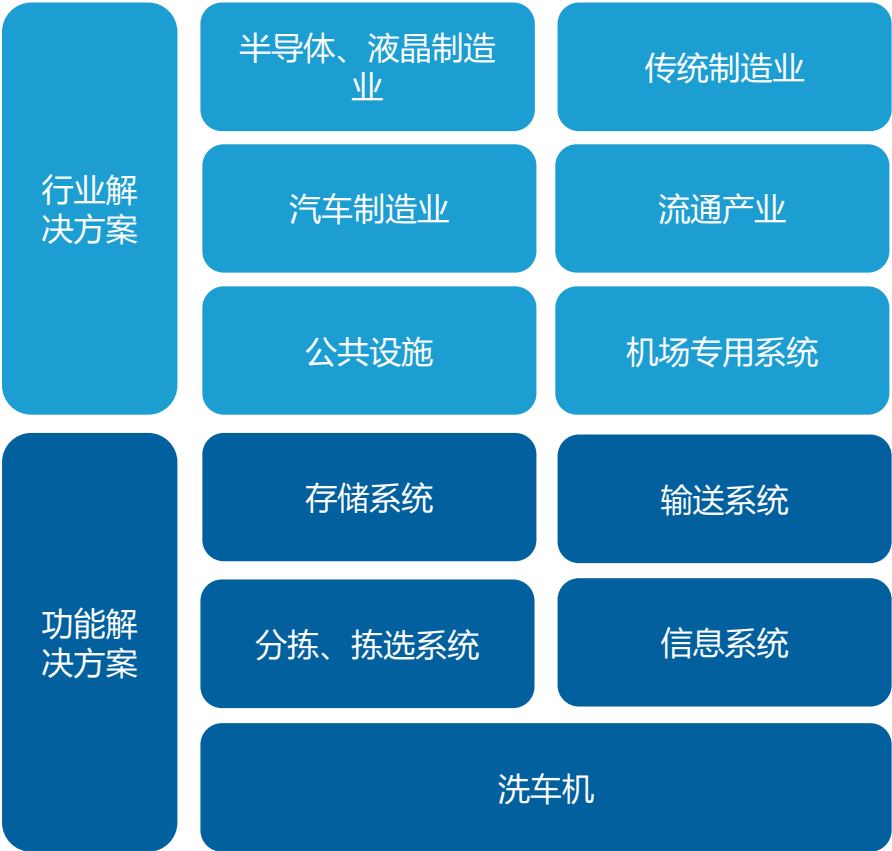 行业解
决方案
半导体、液晶制造
业
传统制造业
汽车制造业
流通产业
公共设施
机场专用系统
功能解
决方案
存储系统
输送系统
分拣、拣选系统
信息系统
洗车机